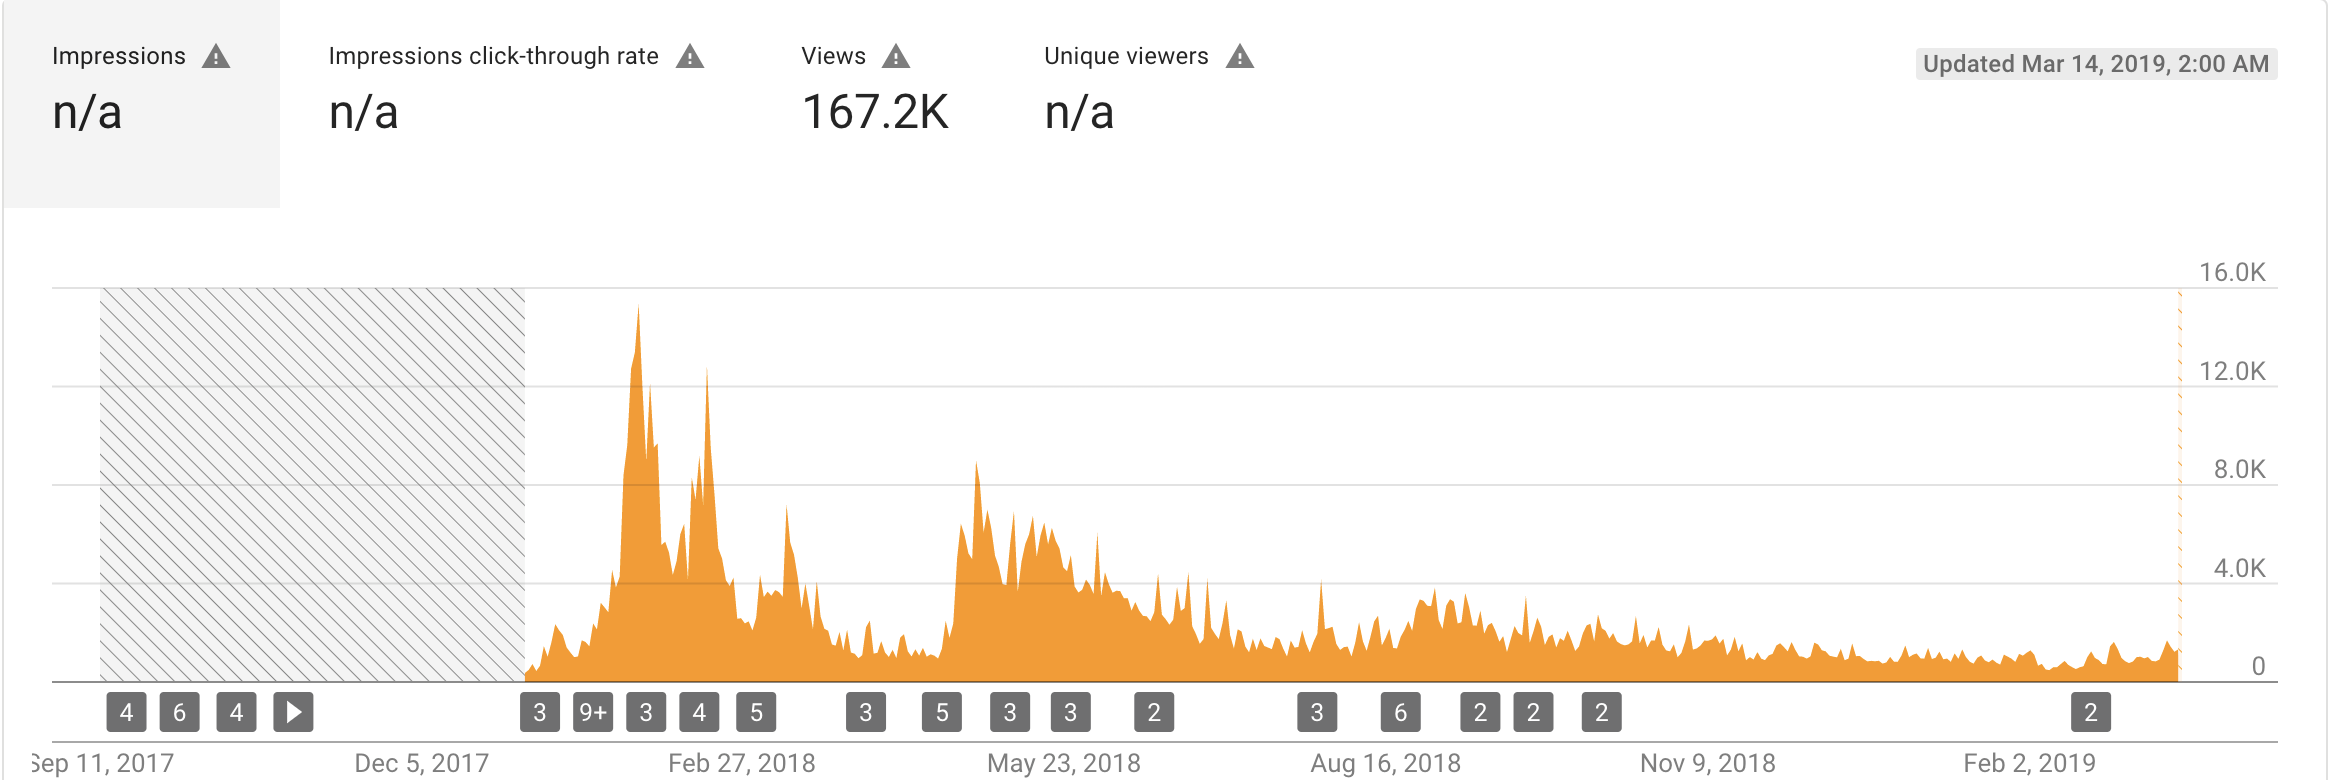 Impressions
n/a
Impressions click-through rate
n/a
Views
167.2K
Unique viewers
n/a
Updated Mar 14, 2019, 2:00 AM
16.0K
12.0K
8.0K
4.0K
0
4 6 4 3 9+ 3 4 5 3 5 3 3 2 3 6 2 2 2 2
Sep 11, 2017 Dec 5, 2017 Feb 27, 2018 May 23, 2018 Aug 16, 2018 Nov 9, 2018 Feb 2, 2019